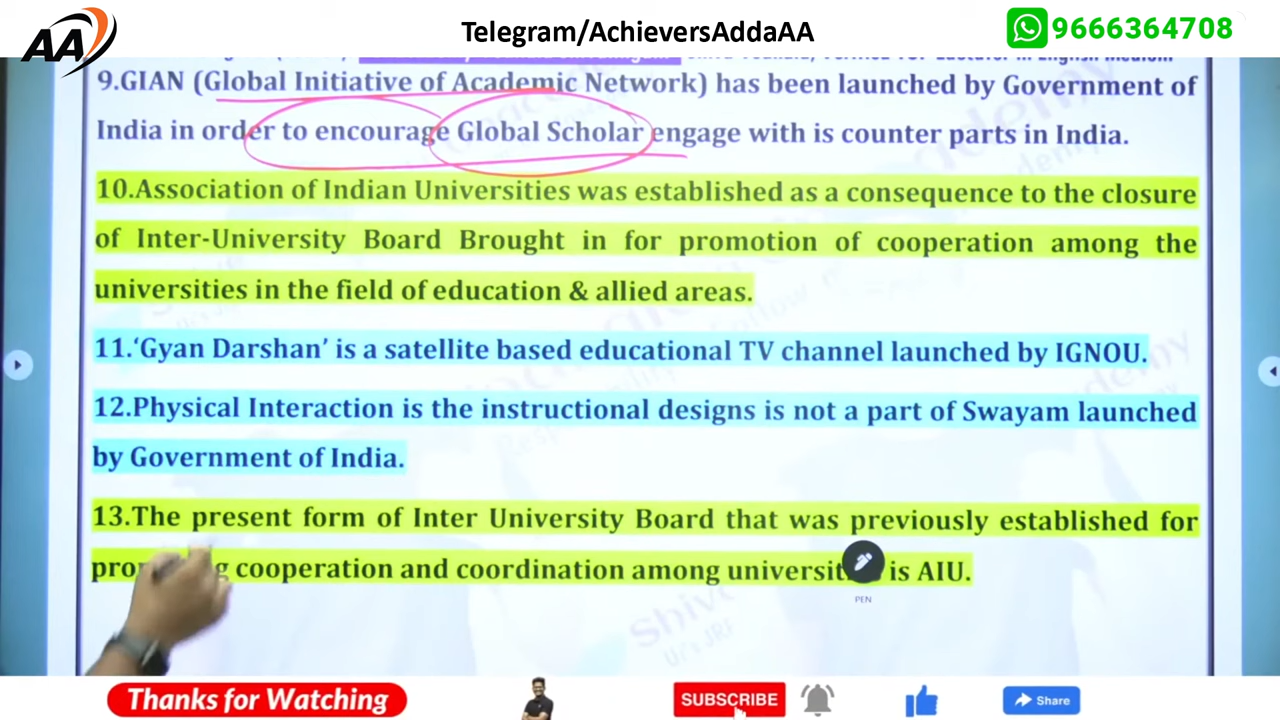 AA
Telegram/AchieversAddaAA
9666364708
9.GIAN (Global Initiative of Academic Network) has been launched by Government of
India in order to encourage Global Scholar engage with is counter parts in India.
10.Association of Indian Universities was established as a consequence to the closure
of Inter-University Board Brought in for promotion of cooperation among the
universities in the field of education & allied areas.
11.‘Gyan Darshan’ is a satellite based educational TV channel launched by IGNOU.
12.Physical Interaction is the instructional designs is not a part of Swayam launched
by Government of India.
13.The present form of Inter University Board that was previously established for
cooperation and coordination among is AIU.
PEN
Thanks for Watching
SUBSCRIBE
Share